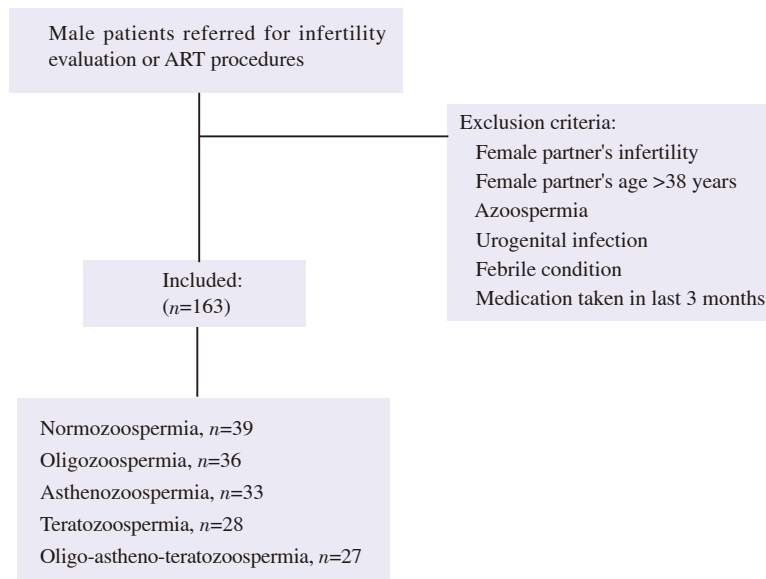 Male patients referred for infertility
evaluation or ART procedures
Exclusion criteria:
Female partner's infertility
Female partner's age >38 years
Azoospermia
Urogenital infection
Febrile condition
Medication taken in last 3 months
Included:
(n=163)
Normozoospermia, n=39
Oligozoospermia, n=36
Asthenozoospermia, n=33
Teratozoospermia, n=28
Oligo-astheno-teratozoospermia, n=27